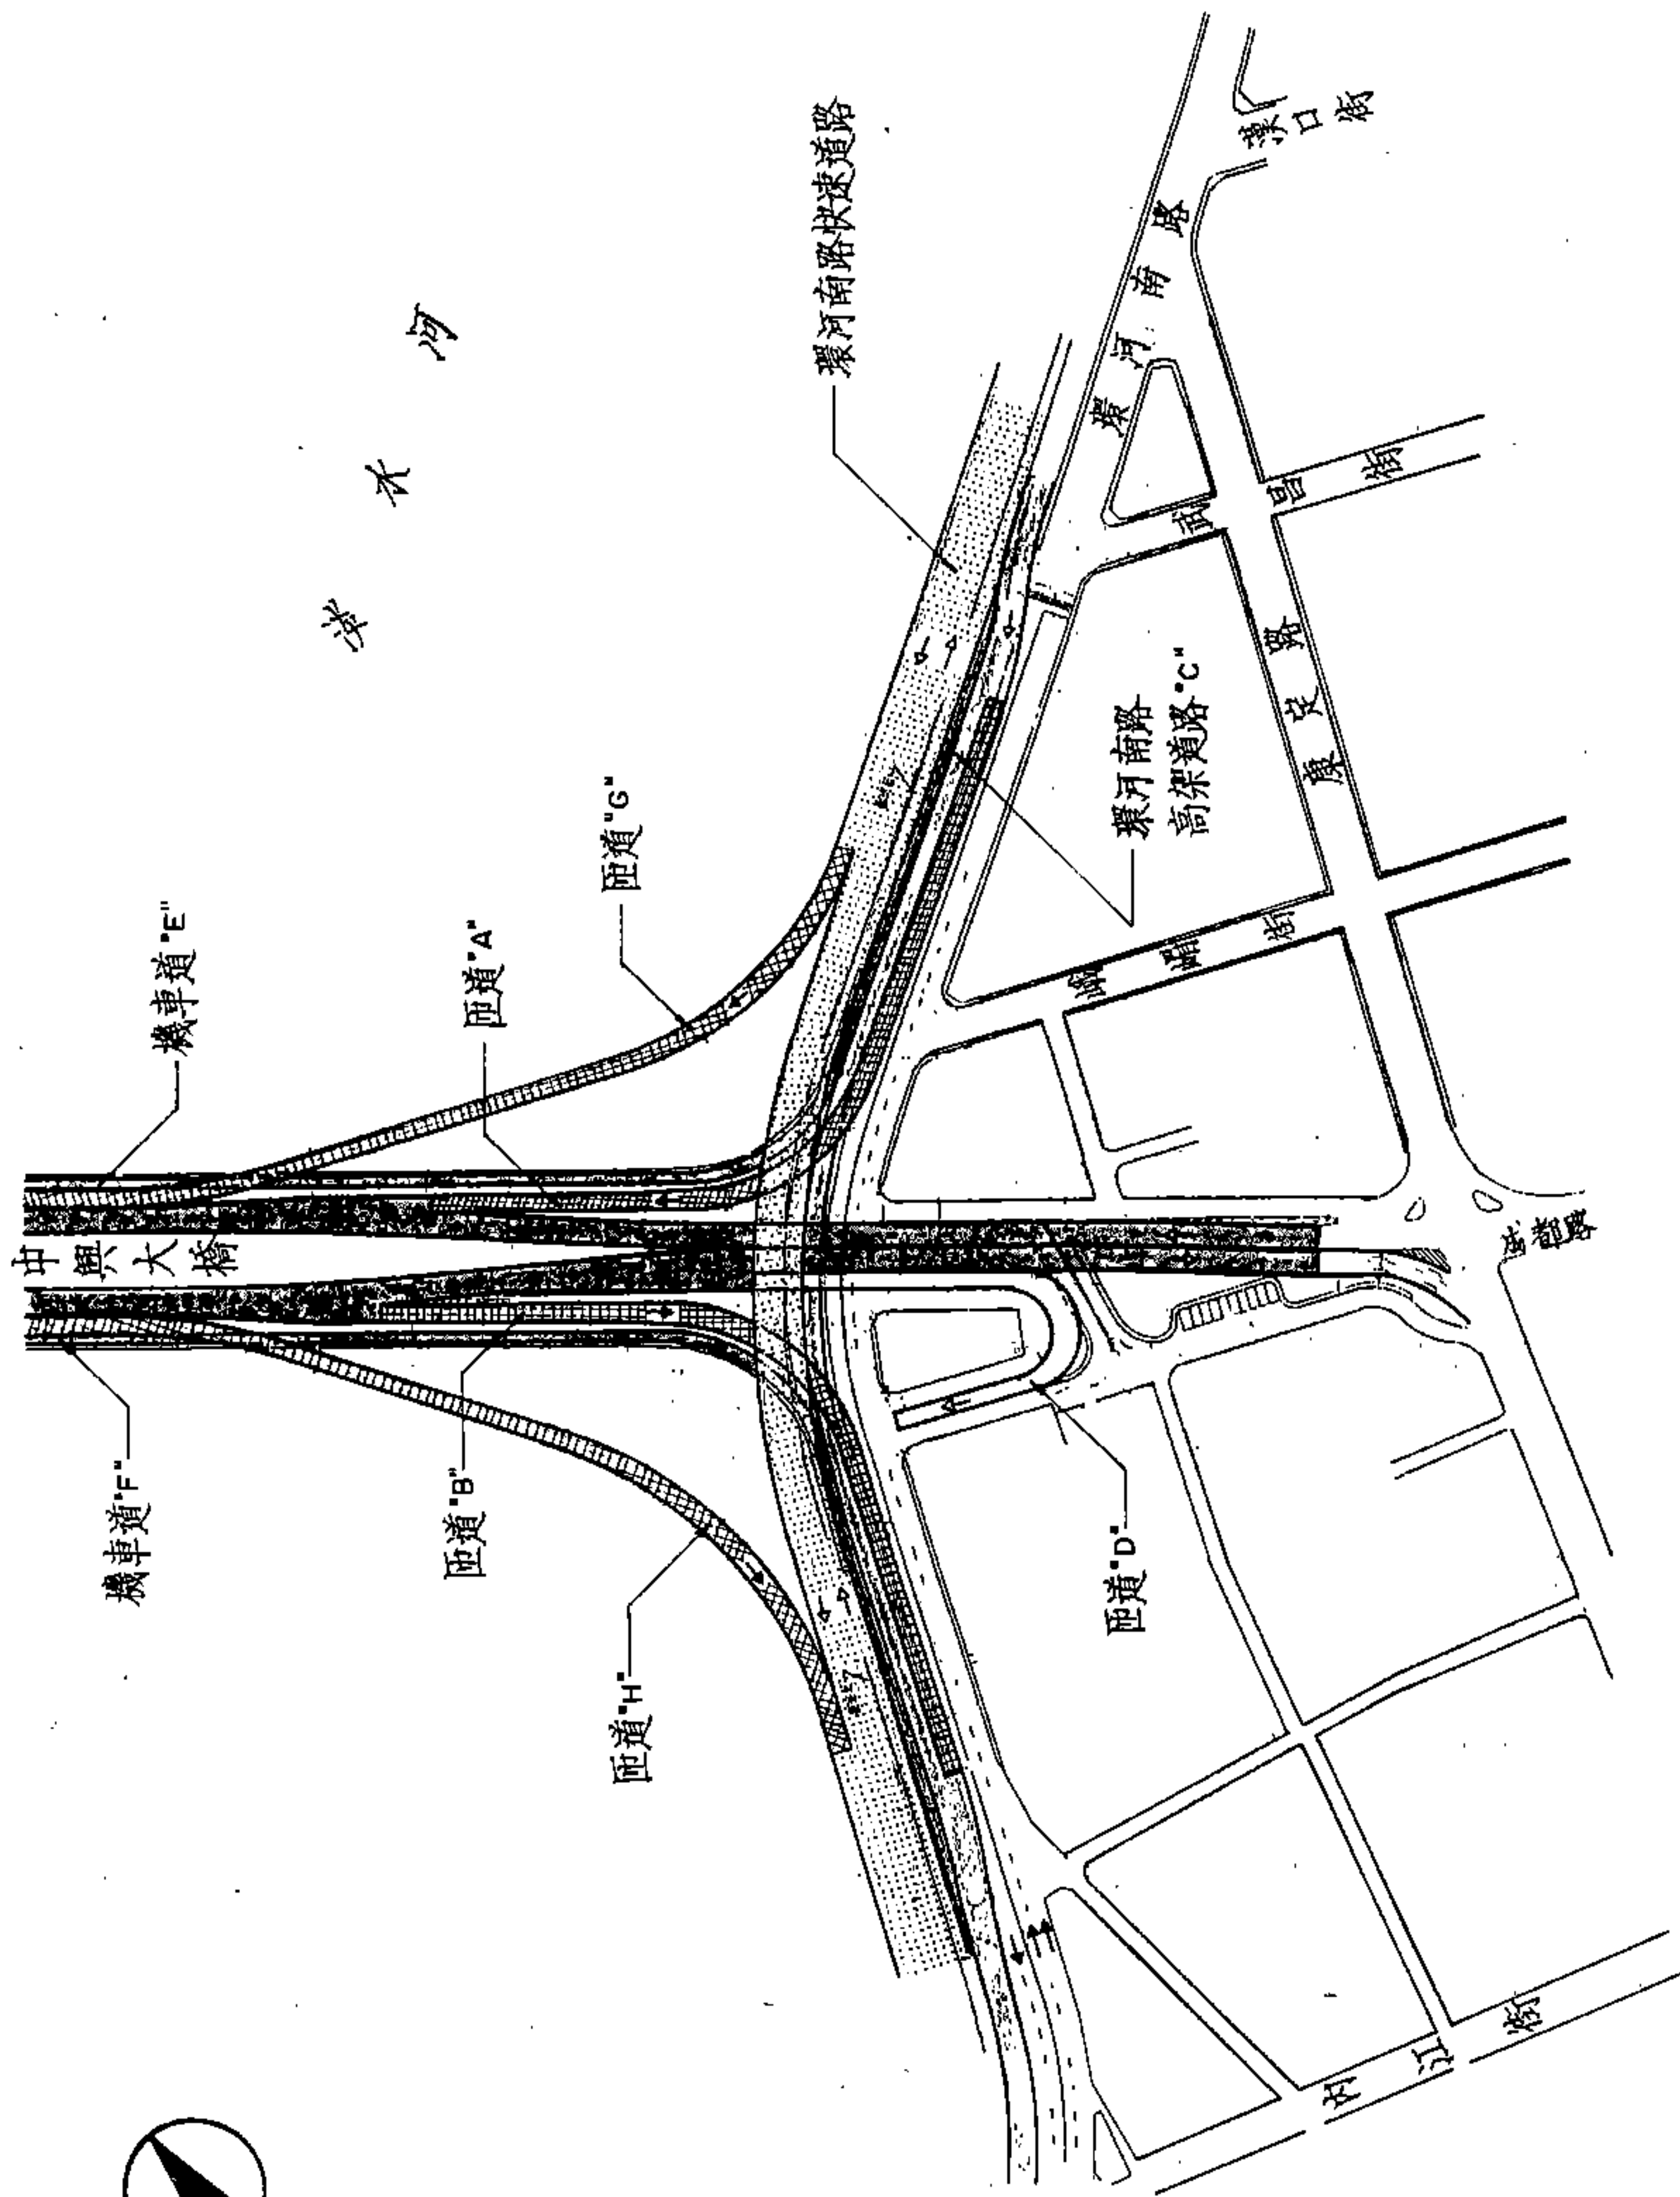 中興大橋
淡水河
機車道"E"
匝道"A"
匝道"G"
環河南路快速道路
機車道"F"
匝道"B"
匝道"H"
環河南路
高架道路"C"
匝道"D"
環河南路
漢口街
武昌街
康定路
峨嵋街
成都路
內江街